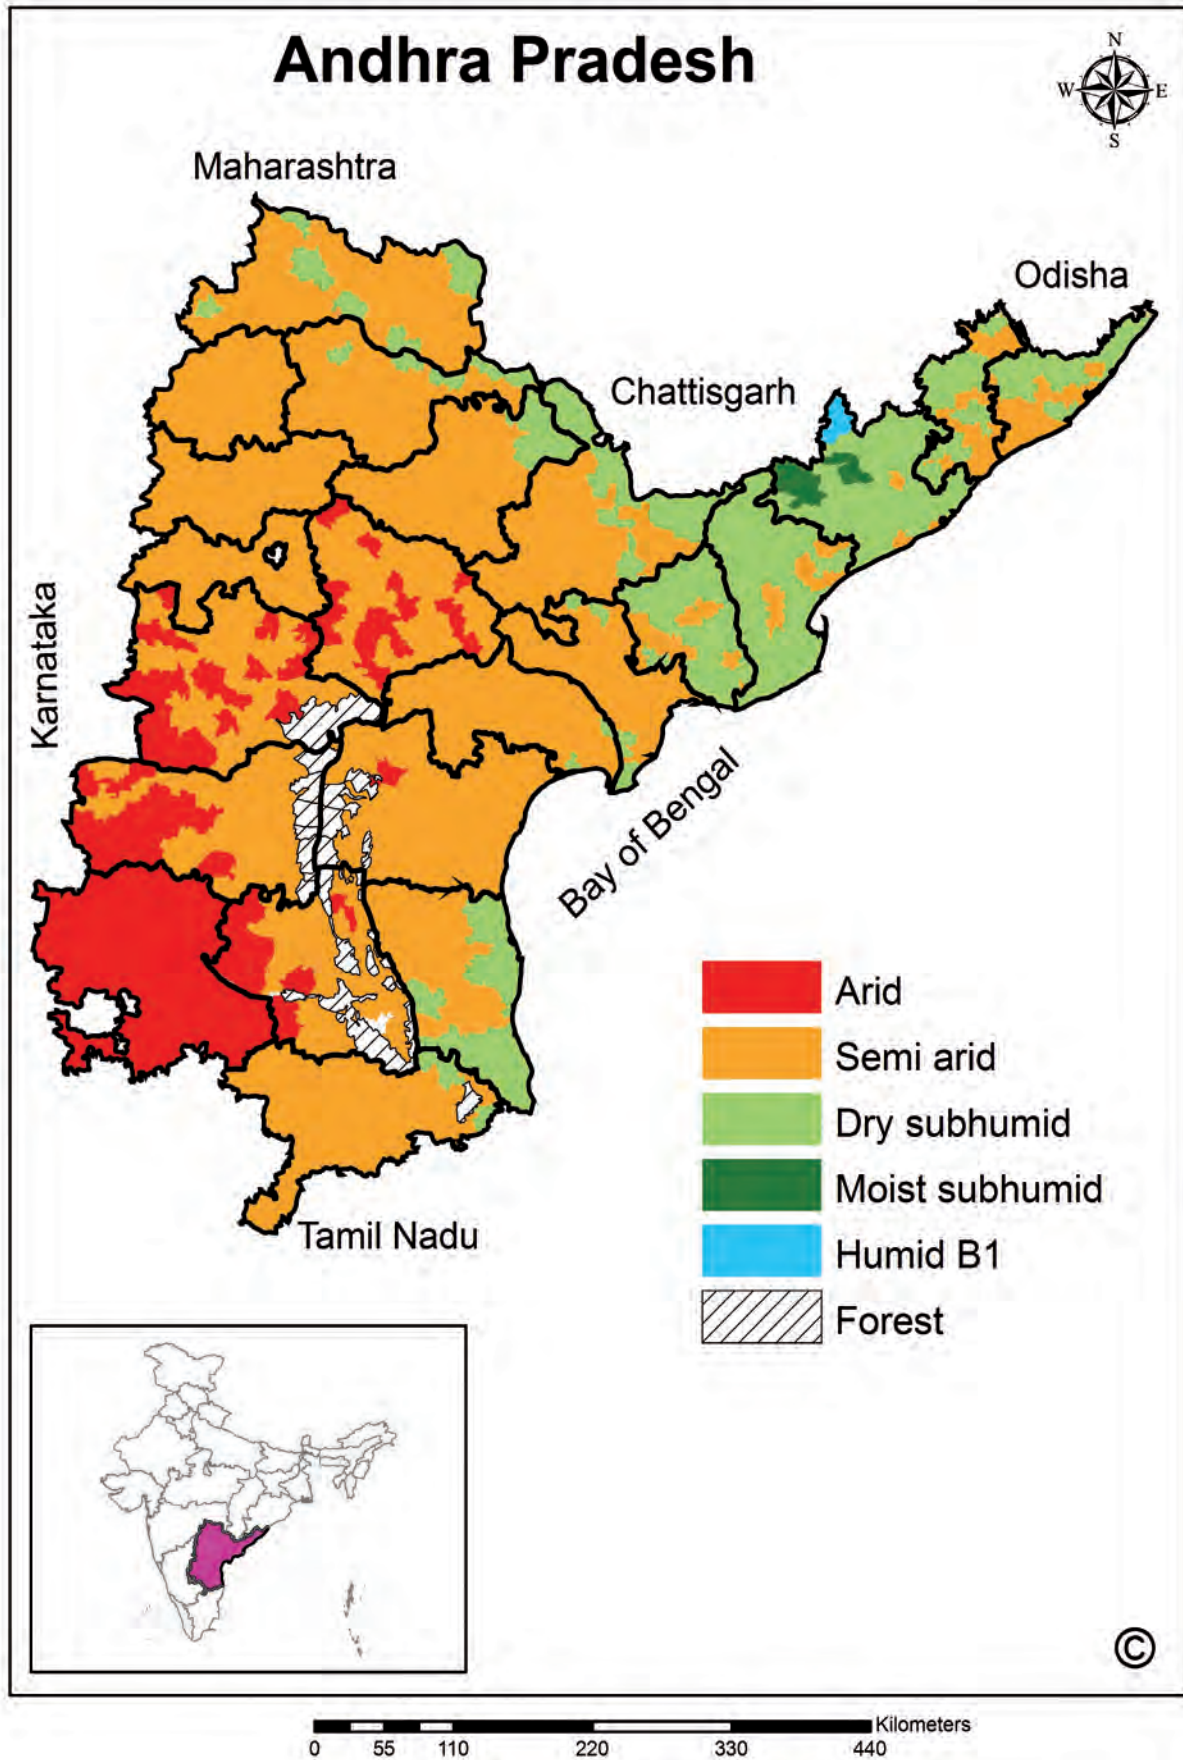 Andhra Pradesh
N
W E
S
Maharashtra
Odisha
Chattisgarh
Karnataka
Bay of Bengal
Arid
Semi arid
Dry subhumid
Moist subhumid
Humid B1
Forest
Tamil Nadu
©
Kilometers
0 55 110 220 330 440